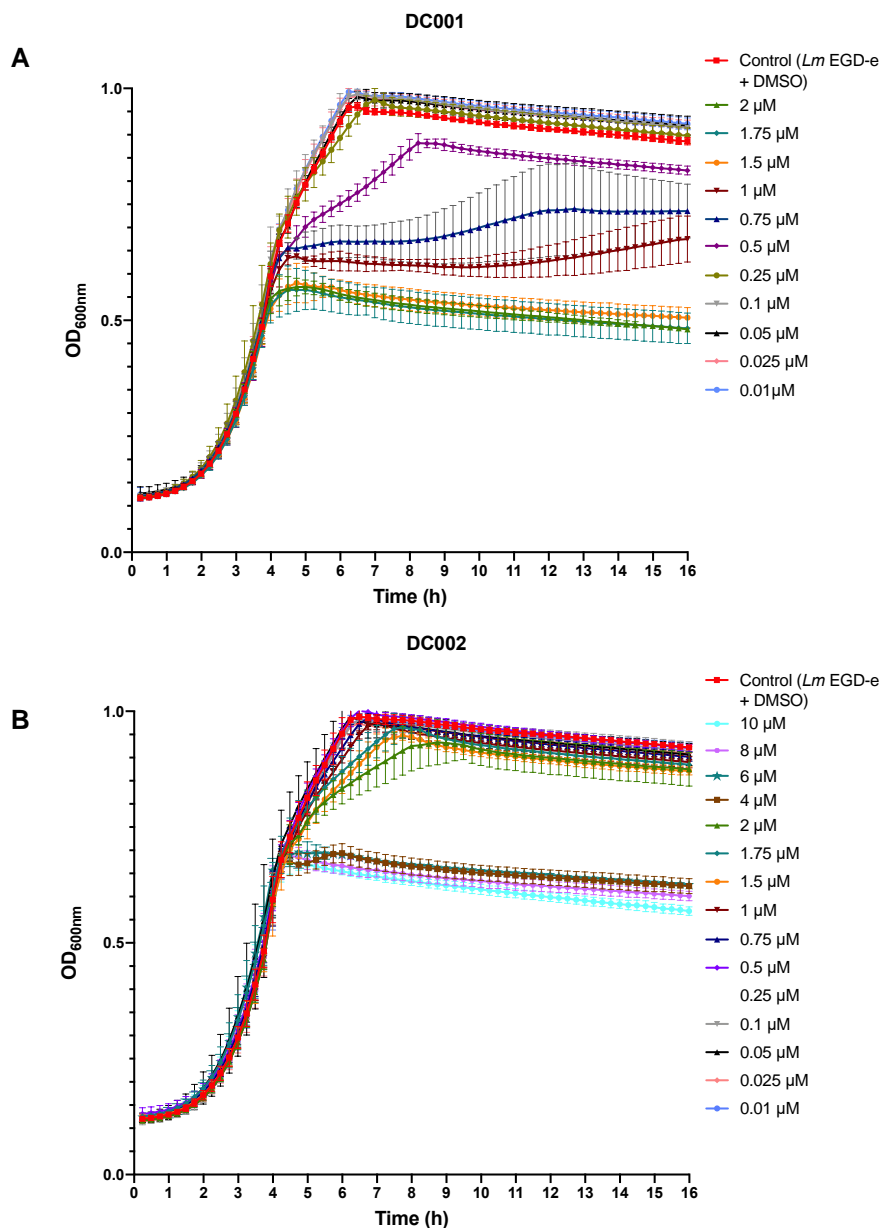 DC001
A
Control (Lm EGD-e
+ DMSO)
2 µM
1.75 µM
1.5 µM
1 µM
0.75 µM
0.5 µM
0.25 µM
0.1 µM
0.05 µM
0.025 µM
0.01µM
1.0
0.5
0.0
OD600nm
0 1 2 3 4 5 6 7 8 9 10 11 12 13 14 15 16
Time (h)
DC002
B
Control (Lm EGD-e
+ DMSO)
10 µM
8 µM
6 µM
4 µM
2 µM
1.75 µM
1.5 µM
1 µM
0.75 µM
0.5 µM
0.25 µM
0.1 µM
0.05 µM
0.025 µM
0.01 µM
1.0
0.5
0.0
OD600nm
0 1 2 3 4 5 6 7 8 9 10 11 12 13 14 15 16
Time (h)